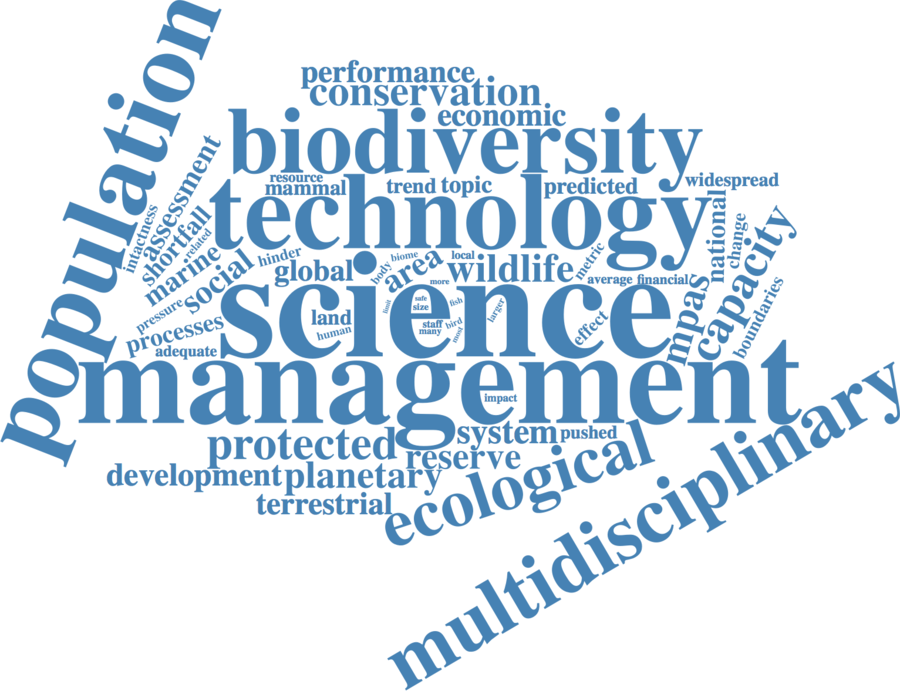 population
performance
conservation
economic
biodiversity
resource
mammal
trend
topic
predicted
widespread
technology
intactness
assessment
shortfall
related
marine
social
hinder
global
body
biome
area
local
more
wildlife
metric
average
financial
national
change
capacity
mpas
boundaries
pressure
processes
adequate
science
land
human
limit
safe
size
fish
staff
many
bird
most
larger
effect
management
impact
protected
system
pushed
reserve
development
planetary
terrestrial
ecological
multidisciplinary